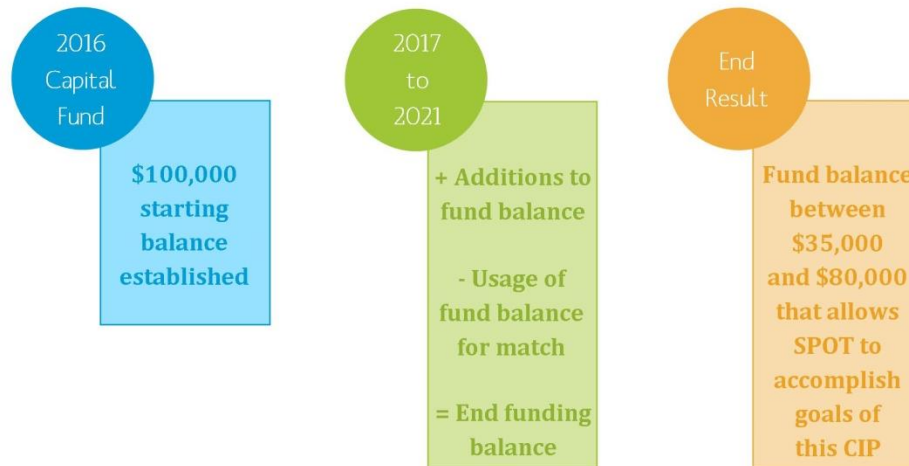 2016
Capital
Fund
$100,000
starting
balance
established
2017
to
2021
+ Additions to
fund balance
- Usage of
fund balance
for match
= End funding
balance
End
Result
Fund balance
between
$35,000
and $80,000
that allows
SPOT to
accomplish
goals of
this CIP